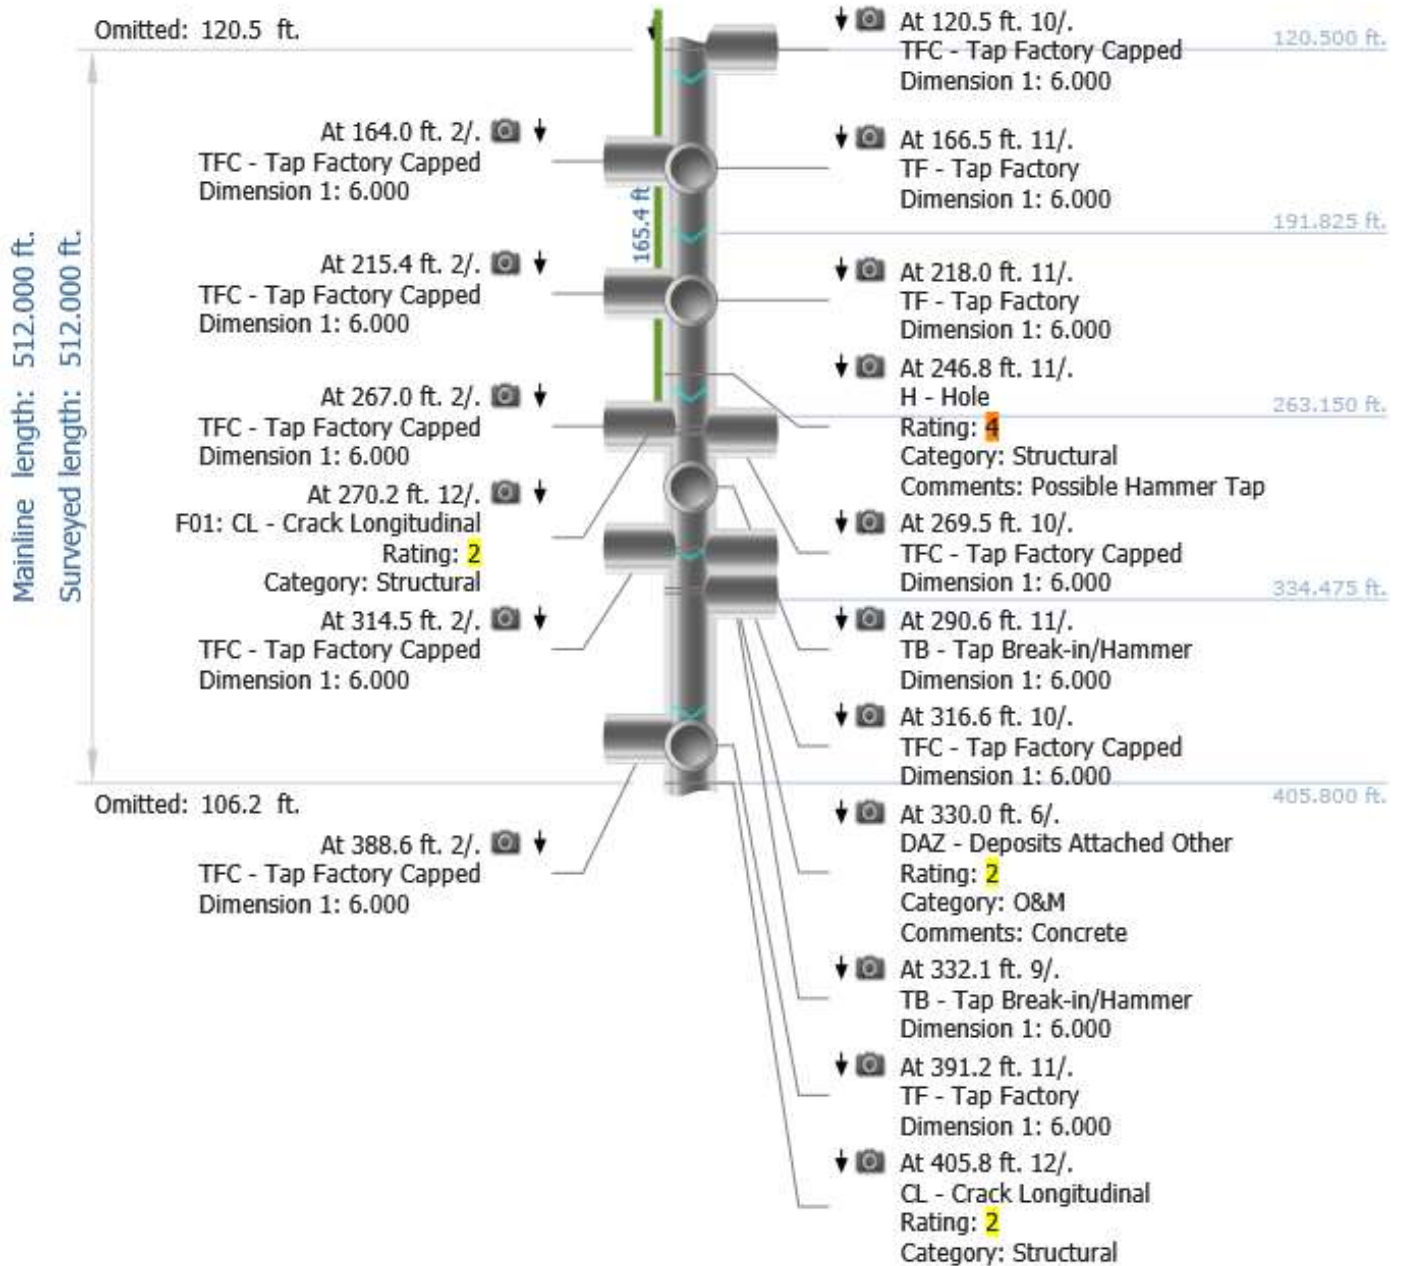 Omitted: 120.5 ft.
At 120.5 ft. 10/.
TFC - Tap Factory Capped
Dimension 1: 6.000
120.500 ft.
At 164.0 ft. 2/.
TFC - Tap Factory Capped
Dimension 1: 6.000
At 166.5 ft. 11/.
TF - Tap Factory
Dimension 1: 6.000
165.4 ft
191.825 ft.
Mainline length: 512.000 ft.
Surveyed length: 512.000 ft.
At 215.4 ft. 2/.
TFC - Tap Factory Capped
Dimension 1: 6.000
At 218.0 ft. 11/.
TF - Tap Factory
Dimension 1: 6.000
At 246.8 ft. 11/.
H - Hole
Rating: 4
Category: Structural
Comments: Possible Hammer Tap
263.150 ft.
At 267.0 ft. 2/.
TFC - Tap Factory Capped
Dimension 1: 6.000
At 270.2 ft. 12/.
F01: CL - Crack Longitudinal
Rating: 2
Category: Structural
At 269.5 ft. 10/.
TFC - Tap Factory Capped
Dimension 1: 6.000
334.475 ft.
At 314.5 ft. 2/.
TFC - Tap Factory Capped
Dimension 1: 6.000
At 290.6 ft. 11/.
TB - Tap Break-in/Hammer
Dimension 1: 6.000
At 316.6 ft. 10/.
TFC - Tap Factory Capped
Dimension 1: 6.000
405.800 ft.
Omitted: 106.2 ft.
At 388.6 ft. 2/.
TFC - Tap Factory Capped
Dimension 1: 6.000
At 330.0 ft. 6/.
DAZ - Deposits Attached Other
Rating: 2
Category: O&M
Comments: Concrete
At 332.1 ft. 9/.
TB - Tap Break-in/Hammer
Dimension 1: 6.000
At 391.2 ft. 11/.
TF - Tap Factory
Dimension 1: 6.000
At 405.8 ft. 12/.
CL - Crack Longitudinal
Rating: 2
Category: Structural